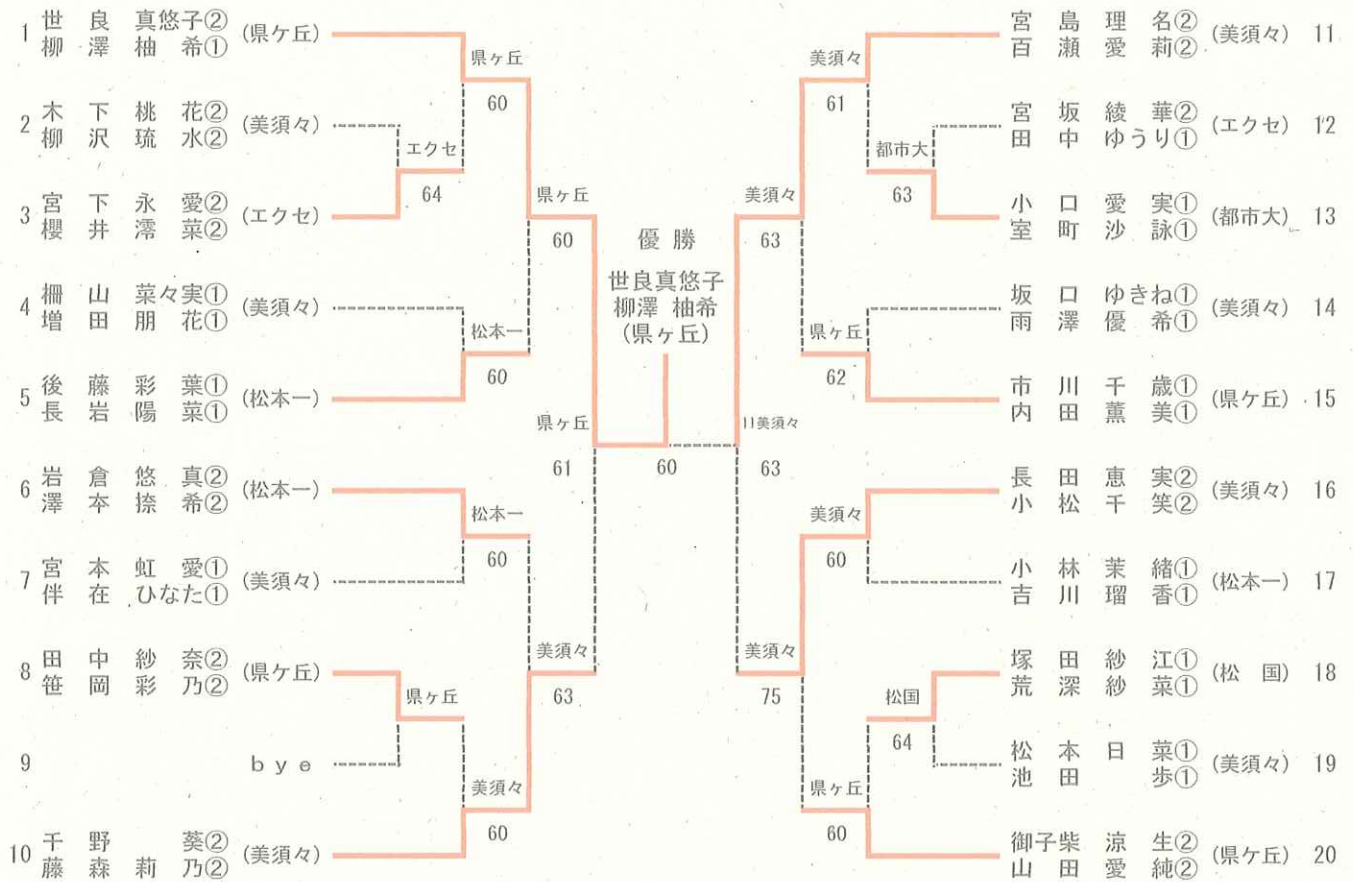 1 世良 真悠子② (県ケ丘)
柳澤 柚希①
2 木下 桃花② (美須々)
柳沢 琉水②
3 宮下 永愛② (エクセ)
櫻井 澪菜②
4 柵山 菜々実① (美須々)
増田 朋花①
5 後藤 彩葉① (松本一)
長岩 陽菜①
6 岩倉 悠真② (松本一)
澤本 捺希②
7 宮本 虹愛① (美須々)
伴在 ひなた①
8 田中 紗奈② (県ケ丘)
笹岡 彩乃②
9 bye
10 千野 葵② (美須々)
藤森 莉乃②
県ヶ丘
60
エクセ
64
県ヶ丘
60
松本一
60
県ヶ丘
61
松本一
60
県ヶ丘
美須々
63
美須々
60
優勝
世良真悠子
柳澤 柚希
(県ケ丘)
60
美須々
61
都市大
63
美須々
63
県ヶ丘
62
11美須々
63
美須々
60
美須々
75
松国
64
県ヶ丘
60
宮島 理名② (美須々) 11
百瀬 愛莉②
宮坂 綾華② (エクセ) 12
田中 ゆうり①
小口 愛実① (都市大) 13
室町 沙詠①
坂口 ゆきね① (美須々) 14
雨澤 優希①
市川 千歳① (県ケ丘) 15
内田 薫美①
長田 恵実② (美須々) 16
小松 千笑②
小林 茉緒① (松本一) 17
吉川 瑠香①
塚田 紗江① (松 国) 18
荒深 紗菜①
松本 日菜① (美須々) 19
池田 歩①
御子柴 涼生② (県ケ丘) 20
山田 愛純②